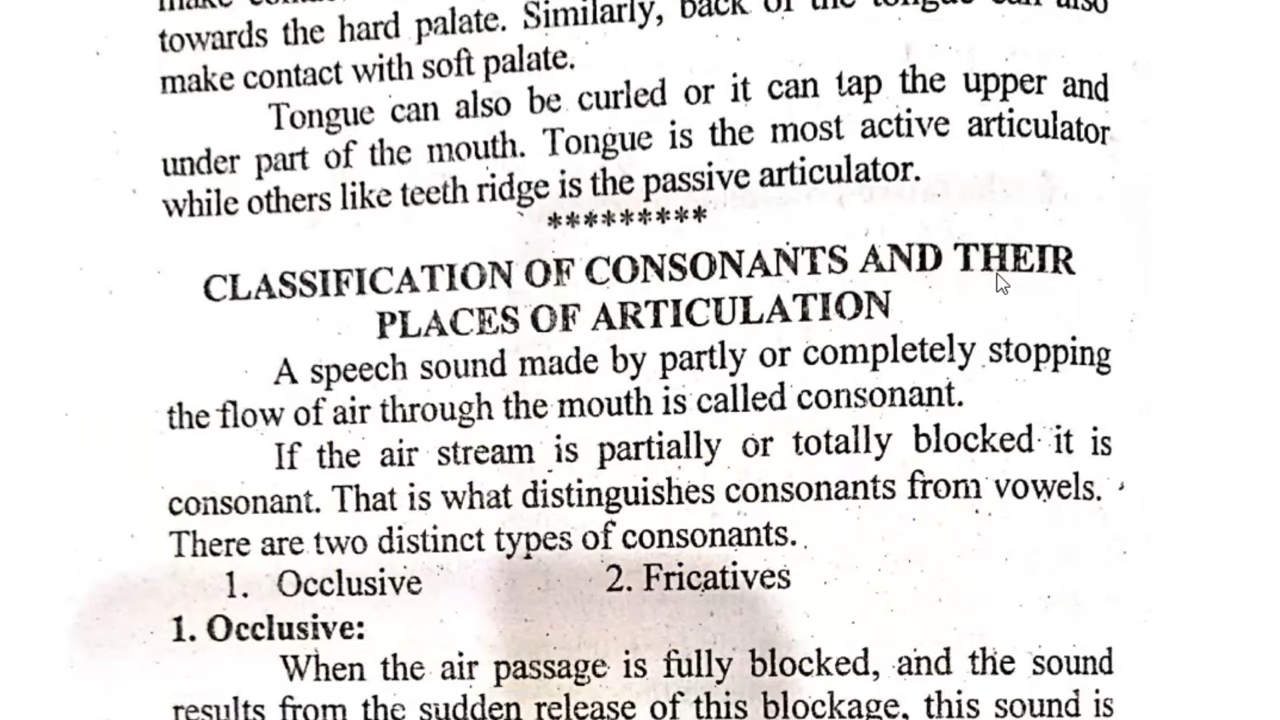 towards the hard palate. Similarly, back of the tongue can also
make contact with soft palate.
Tongue can also be curled or it can tap the upper and
under part of the mouth. Tongue is the most active articulator
while others like teeth ridge is the passive articulator.
*********
CLASSIFICATION OF CONSONANTS AND THEIR
PLACES OF ARTICULATION
A speech sound made by partly or completely stopping
the flow of air through the mouth is called consonant.
If the air stream is partially or totally blocked it is
consonant. That is what distinguishes consonants from vowels.
There are two distinct types of consonants.
1. Occlusive 2. Fricatives
1. Occlusive:
When the air passage is fully blocked, and the sound
results from the sudden release of this blockage, this sound is